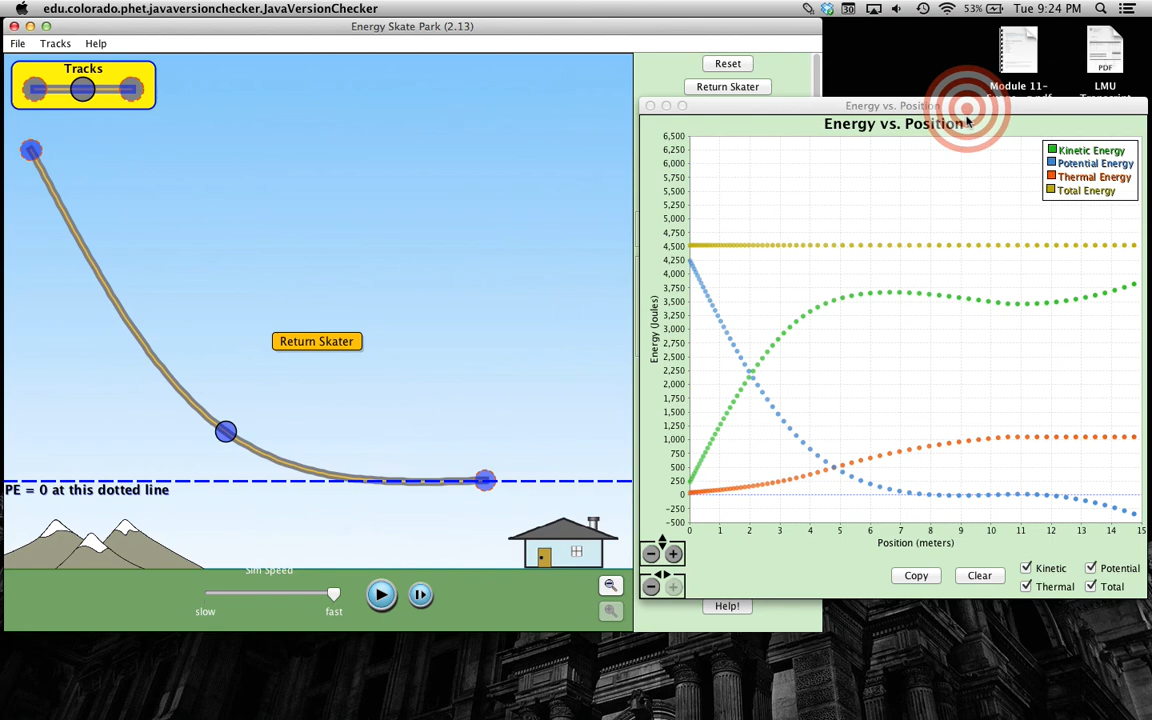 edu.colorado.phet.javaversionchecker.JavaVersionChecker
30
53%
Tue 9:24 PM
Energy Skate Park (2.13)
File Tracks Help
Tracks
Reset
Return Skater
PDF
Module 11-
LMU
Energy vs. Position
Energy vs. Position
Kinetic Energy
Potential Energy
Thermal Energy
Total Energy
6,500
6,250
6,000
5,750
5,500
5,250
5,000
4,750
4,500
4,250
4,000
3,750
3,500
3,250
3,000
2,750
2,500
2,250
2,000
1,750
1,500
1,250
1,000
750
500
250
0
-250
-500
Energy (Joules)
0 1 2 3 4 5 6 7 8 9 10 11 12 13 14 15
Position (meters)
Return Skater
PE = 0 at this dotted line
Sim Speed
slow fast
Copy Clear
Kinetic Potential
Thermal Total
Help!